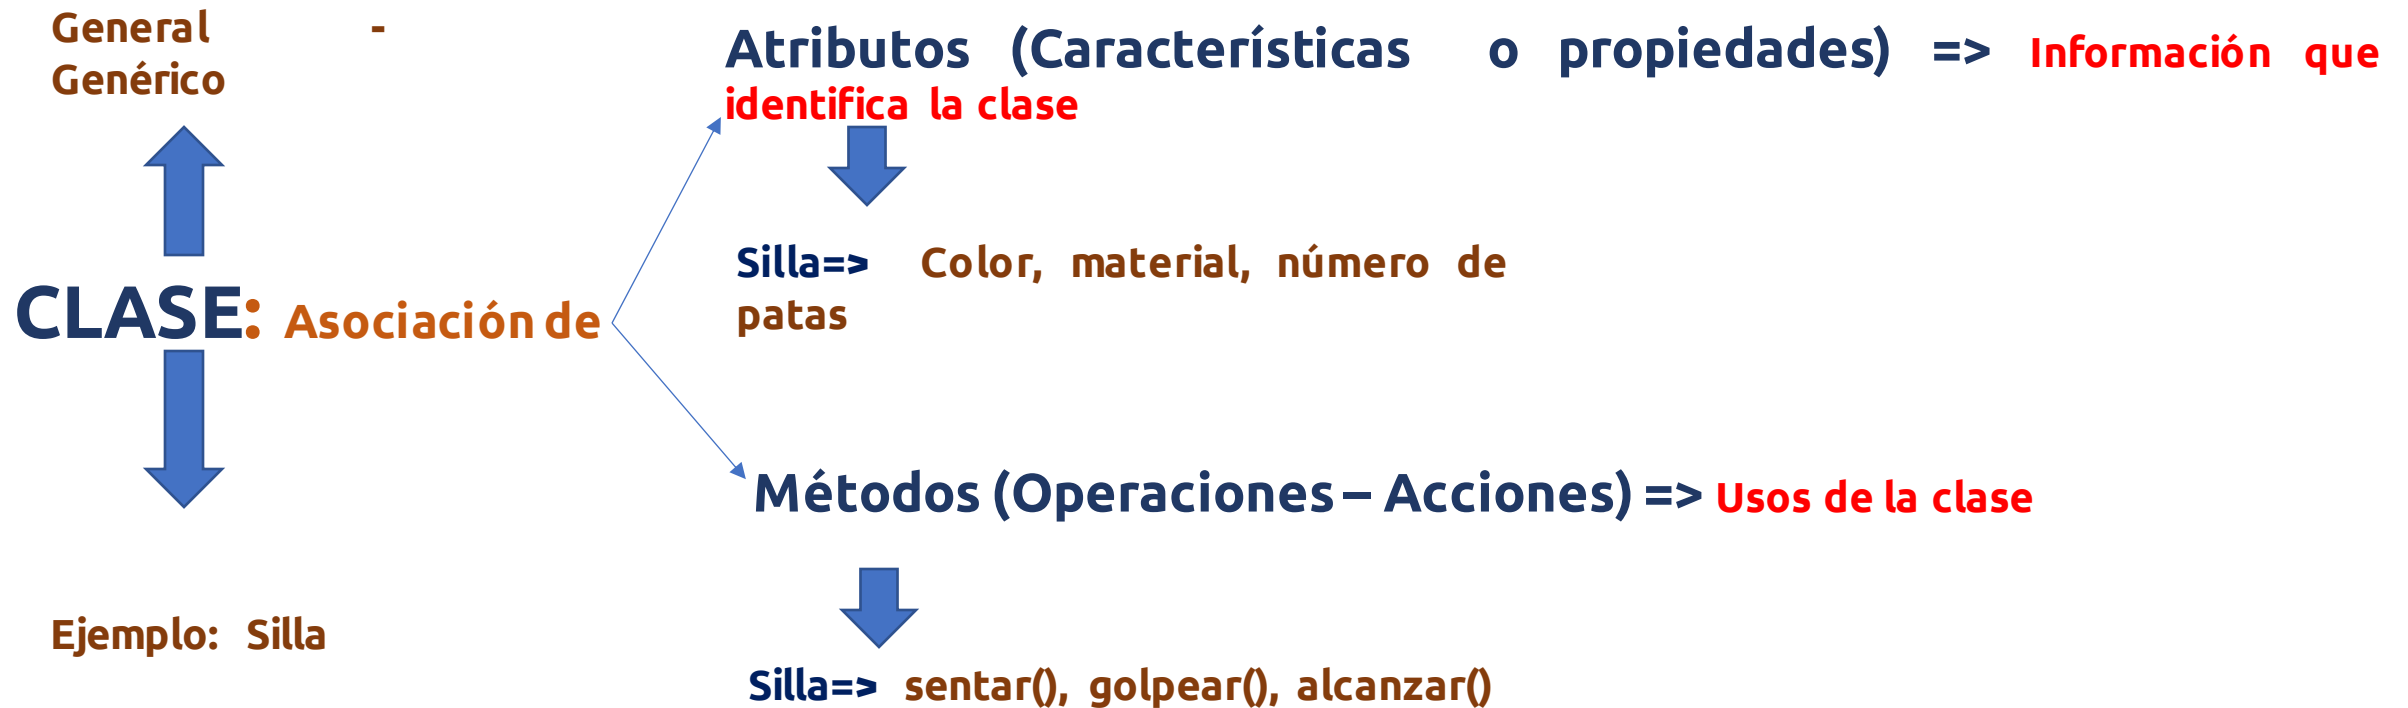 General -
Genérico
Atributos (Características o propiedades) => Información que
identifica la clase
Silla=> Color, material, número de
patas
CLASE: Asociación de
Métodos (Operaciones – Acciones) => Usos de la clase
Ejemplo: Silla
Silla=> sentar(), golpear(), alcanzar()